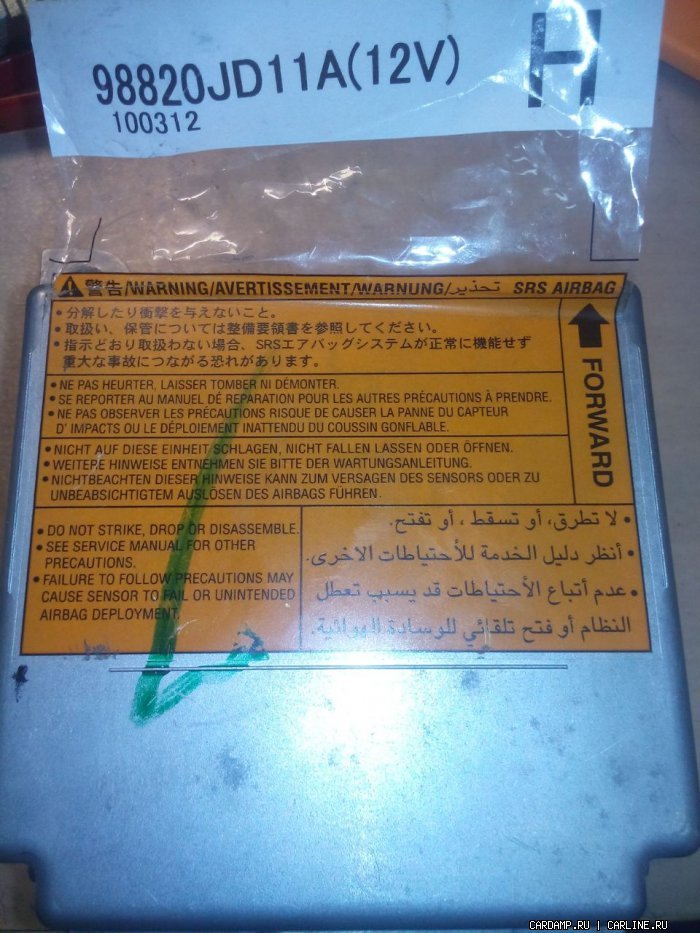 98820JD11A(12V)
H
100312
警告/WARNING/AVERTISSEMENT/WARNUNG/تحذير SRS AIRBAG
• 分解したり衝撃を与えないこと。
• 取扱い、保管については整備要領書を参照してください。
• 指示どおり取扱わない場合、SRSエアバッグシステムが正常に機能せず
重大な事故につながる恐れがあります。
FORWARD
• NE PAS HEURTER, LAISSER TOMBER NI DÉMONTER.
• SE REPORTER AU MANUEL DÉ REPARATION POUR LES AUTRES PRÉCAUTIONS À PRENDRE.
• NE PAS OBSERVER LES PRÉCAUTIONS RISQUE DE CAUSER LA PANNE DU CAPTEUR
D' IMPACTS OU LE DÉPLOIEMENT INATTENDU DU COUSSIN GONFLABLE.
• NICHT AUF DIESE EINHEIT SCHLAGEN, NICHT FALLEN LASSEN ODER ÖFFNEN.
• WEITERE HINWEISE ENTNEHMEN SIE BITTE DER WARTUNGSANLEITUNG.
• NICHTBEACHTEN DIESER HINWEISE KANN ZUM VERSAGEN DES SENSORS ODER ZU
UNBEABSICHTIGTEM AUSLÖSEN DES AIRBAGS FÜHREN.
• DO NOT STRIKE, DROP OR DISASSEMBLE.
• SEE SERVICE MANUAL FOR OTHER
PRECAUTIONS.
• FAILURE TO FOLLOW PRECAUTIONS MAY
CAUSE SENSOR TO FAIL OR UNINTENDED
AIRBAG DEPLOYMENT.
• لا تطرق، أو تسقط ، أو تفتح.
• أنظر دليل الخدمة للأحتياطات الاخرى.
• عدم أتباع الأحتياطات قد يسبب تعطل
النظام أو فتح تلقائي للوسادة الهوائية.
CARDAMP.RU | CARLINE.RU